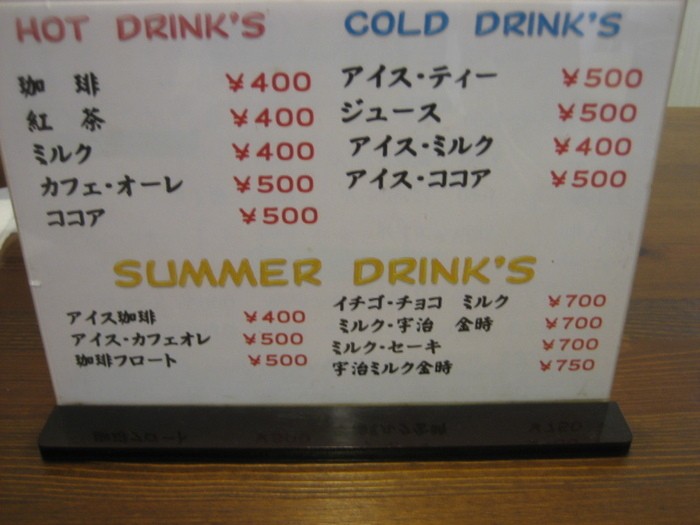 HOT DRINK'S
珈 琲 ¥400
紅 茶 ¥400
ミルク ¥400
カフェ・オーレ ¥500
ココア ¥500
COLD DRINK'S
アイス・ティー ¥500
ジュース ¥500
アイス・ミルク ¥400
アイス・ココア ¥500
SUMMER DRINK'S
アイス珈琲 ¥400
アイス・カフェオレ ¥500
珈琲フロート ¥500
イチゴ・チョコ ミルク ¥700
ミルク・宇治 金時 ¥700
ミルク・セーキ ¥700
宇治ミルク金時 ¥750